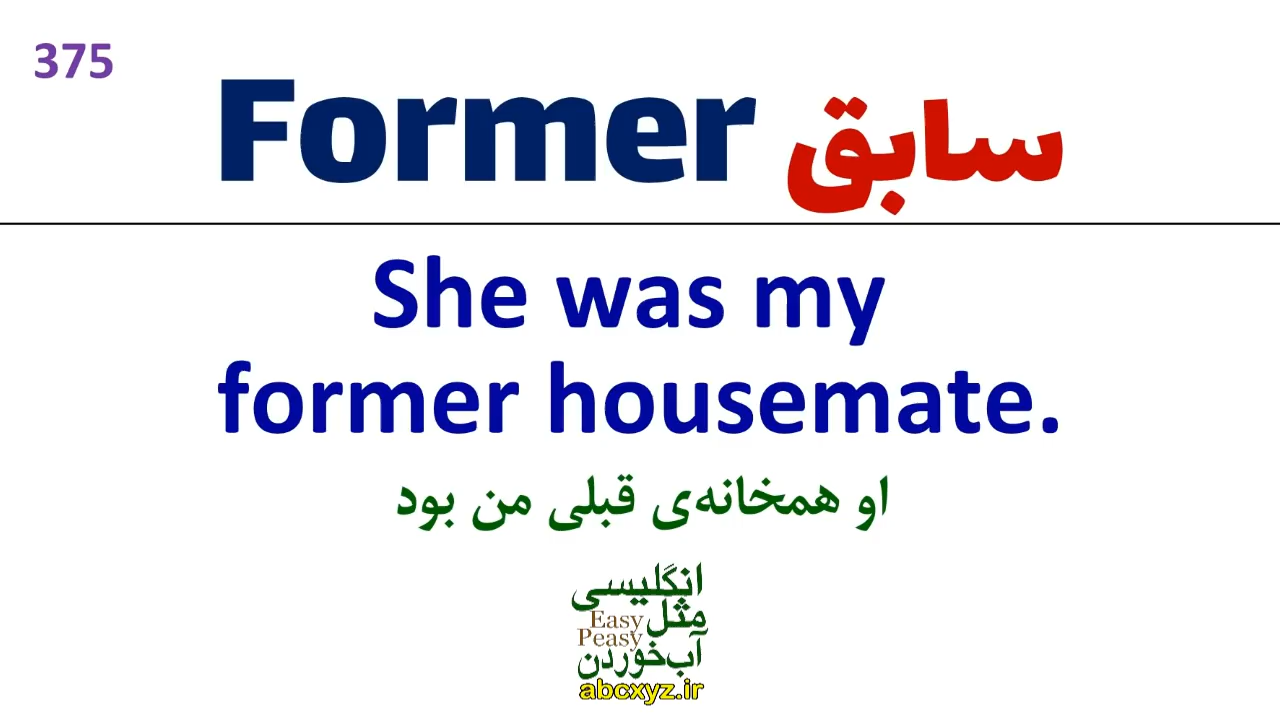 375
Former سابق
She was my
former housemate.
او همخانه‌ی قبلی من بود
انگلیسی
مثل Easy
Peasy
آب‌خوردن
abcxyz.ir